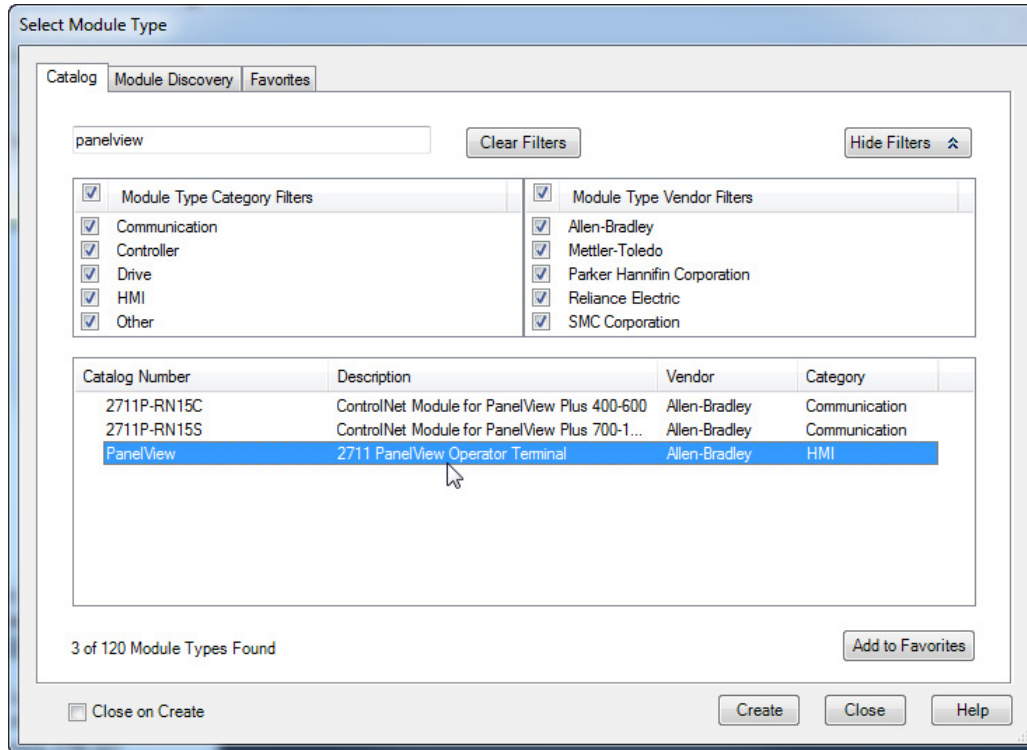 Select Module Type
Catalog Module Discovery Favorites
panelview Clear Filters Hide Filters
Module Type Category Filters Module Type Vendor Filters
Communication Allen-Bradley
Controller Mettler-Toledo
Drive Parker Hannifin Corporation
HMI Reliance Electric
Other SMC Corporation
Catalog Number Description Vendor Category
2711P-RN15C ControlNet Module for PanelView Plus 400-600 Allen-Bradley Communication
2711P-RN15S ControlNet Module for PanelView Plus 700-1... Allen-Bradley Communication
PanelView 2711 PanelView Operator Terminal Allen-Bradley HMI
3 of 120 Module Types Found Add to Favorites
Close on Create Create Close Help